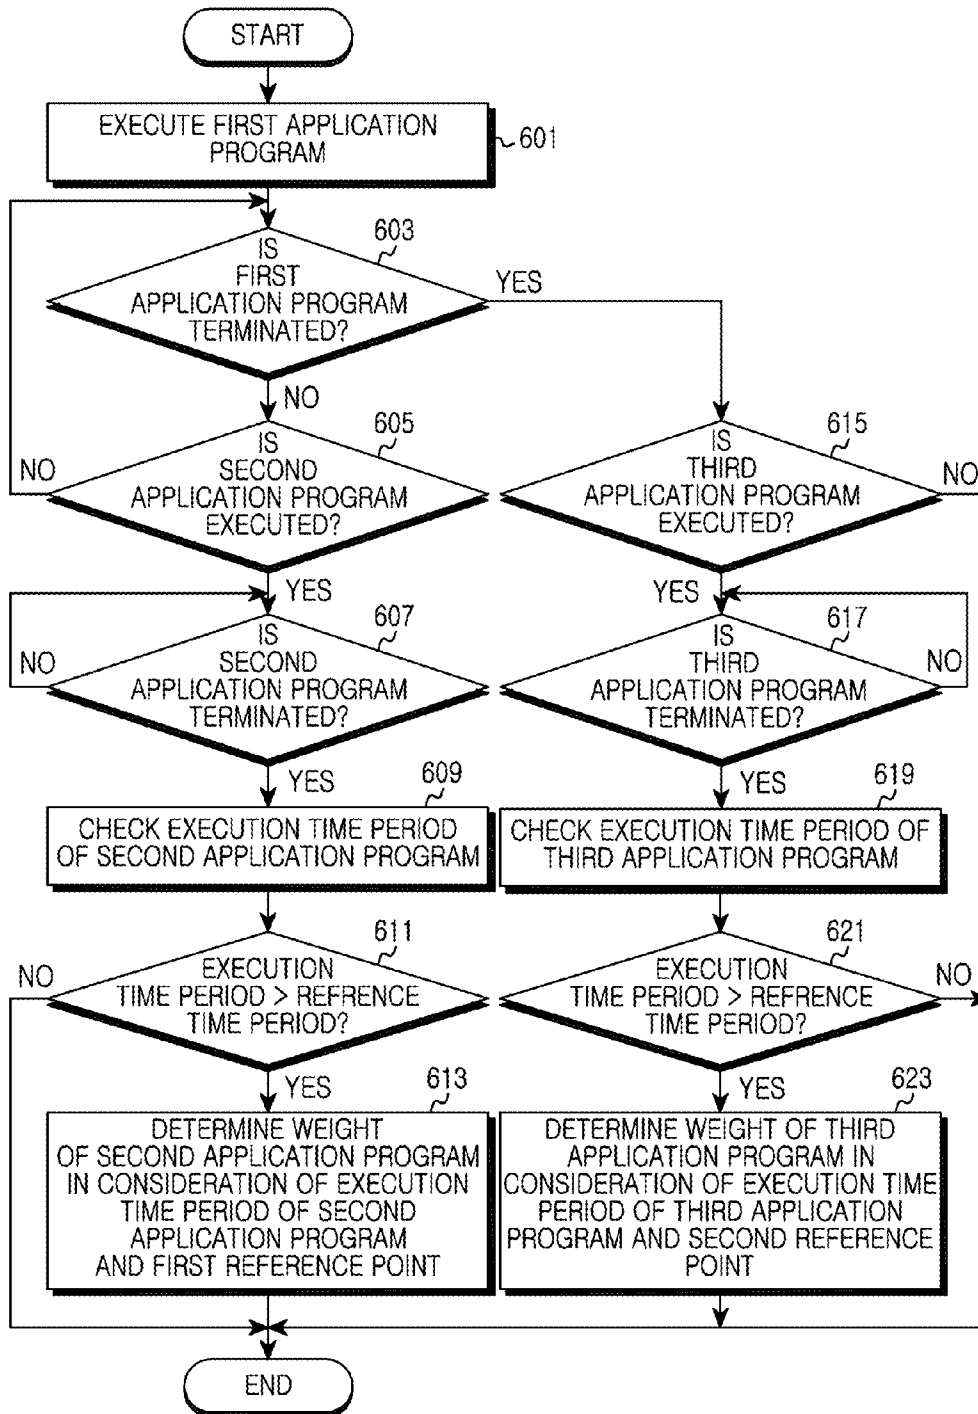 START
EXECUTE FIRST APPLICATION
PROGRAM
601
603
IS
FIRST
APPLICATION PROGRAM
TERMINATED?
YES
NO
605
IS
SECOND
APPLICATION PROGRAM
EXECUTED?
NO
YES
615
IS
THIRD
APPLICATION PROGRAM
EXECUTED?
NO
YES
607
IS
SECOND
APPLICATION PROGRAM
TERMINATED?
NO
YES
617
IS
THIRD
APPLICATION PROGRAM
TERMINATED?
NO
YES
609
CHECK EXECUTION TIME PERIOD
OF SECOND APPLICATION PROGRAM
619
CHECK EXECUTION TIME PERIOD OF
THIRD APPLICATION PROGRAM
611
EXECUTION
TIME PERIOD > REFRENCE
TIME PERIOD?
NO
YES
621
EXECUTION
TIME PERIOD > REFRENCE
TIME PERIOD?
NO
YES
613
DETERMINE WEIGHT
OF SECOND APPLICATION PROGRAM
IN CONSIDERATION OF EXECUTION
TIME PERIOD OF SECOND
APPLICATION PROGRAM
AND FIRST REFERENCE POINT
623
DETERMINE WEIGHT OF THIRD
APPLICATION PROGRAM IN
CONSIDERATION OF EXECUTION TIME
PERIOD OF THIRD APPLICATION
PROGRAM AND SECOND REFERENCE
POINT
END